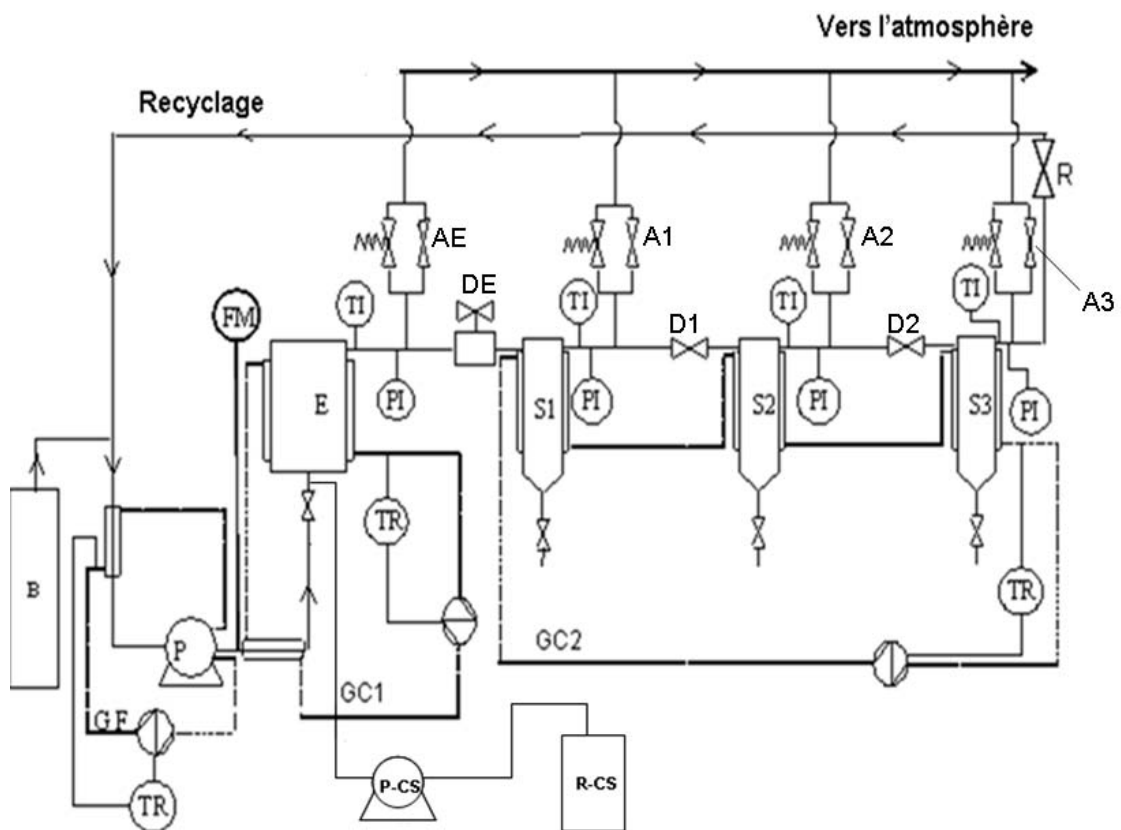 Vers l'atmosphère
Recyclage
R
AE
A1
A2
A3
DE
TI
TI
TI
TI
FM
D1
D2
E
PI
S1
PI
S2
PI
S3
PI
B
TR
TR
P
GC2
GC1
GF
TR
P-CS
R-CS